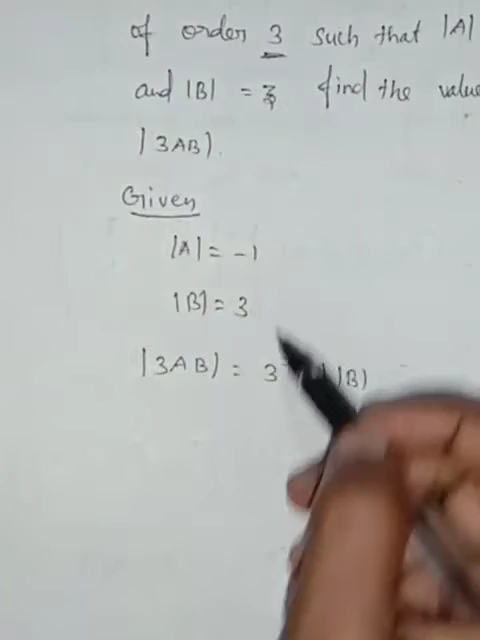 of order 3 such that |A|
and |B| = 3 find the value
|3AB|.
Given
|A| = -1
|B| = 3
|3AB| = 3 |B|